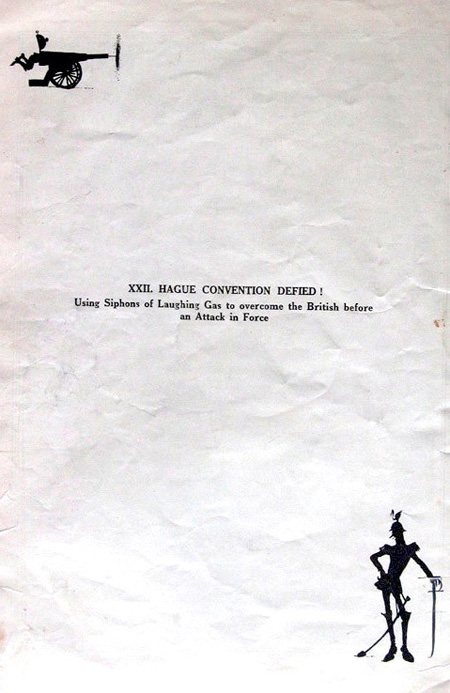 XXII. HAGUE CONVENTION DEFIED !
Using Siphons of Laughing Gas to overcome the British before
an Attack in Force